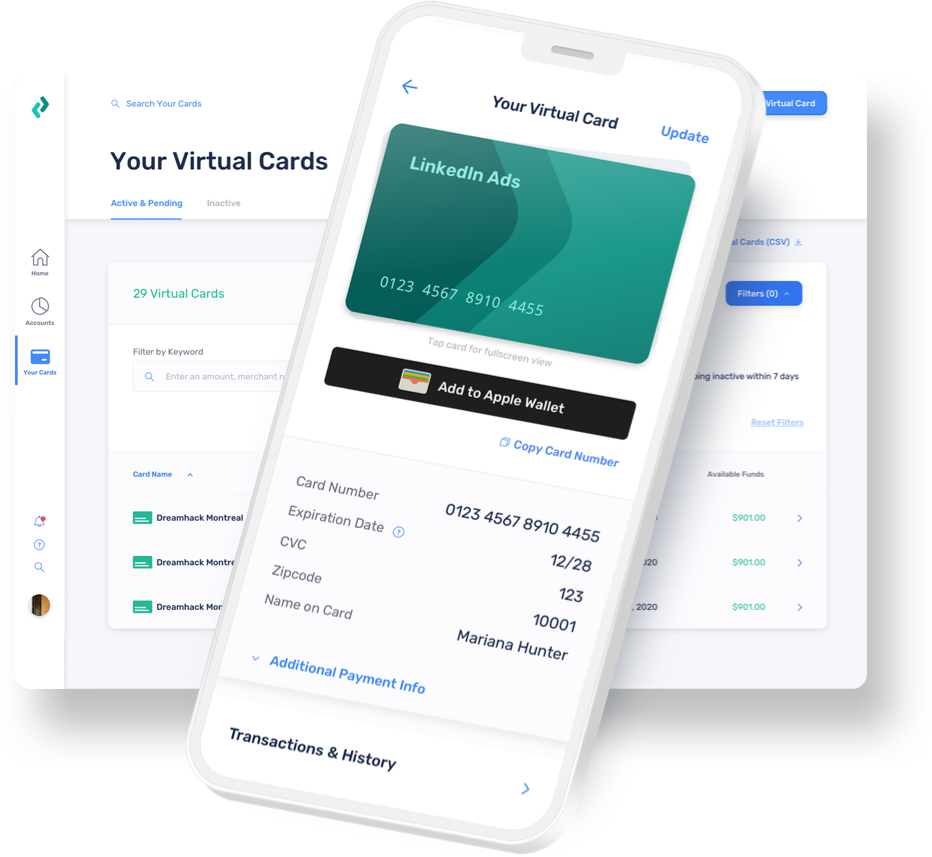 Search Your Cards
Virtual Card
Your Virtual Cards
Active & Pending
Inactive
Cards (CSV)
29 Virtual Cards
Filters (0)
Filter by Keyword
Enter an amount, merchant
inactive within 7 days
Reset Filters
Card Name
Available Funds
Dreamhack Montreal
$901.00
Dreamhack
$901.00
Dreamhack
, 2020
$901.00
Home
Accounts
Your Cards
Your Virtual Card
Update
LinkedIn Ads
0123 4567 8910 4455
Tap card for fullscreen view
Add to Apple Wallet
Copy Card Number
Card Number
0123 4567 8910 4455
Expiration Date
12/28
CVC
123
Zipcode
10001
Name on Card
Mariana Hunter
Additional Payment Info
Transactions & History